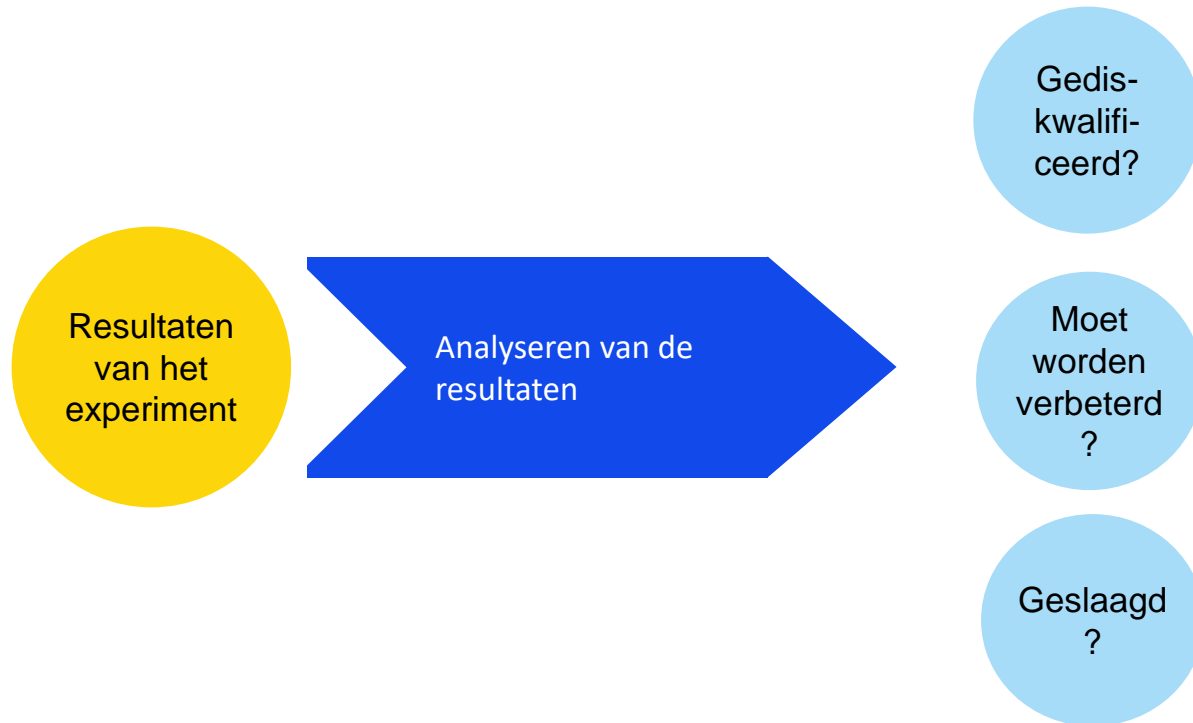 Resultaten
van het
experiment
Analyseren van de
resultaten
Gedis-
kwalifi-
ceerd?
Moet
worden
verbeterd
?
Geslaagd
?